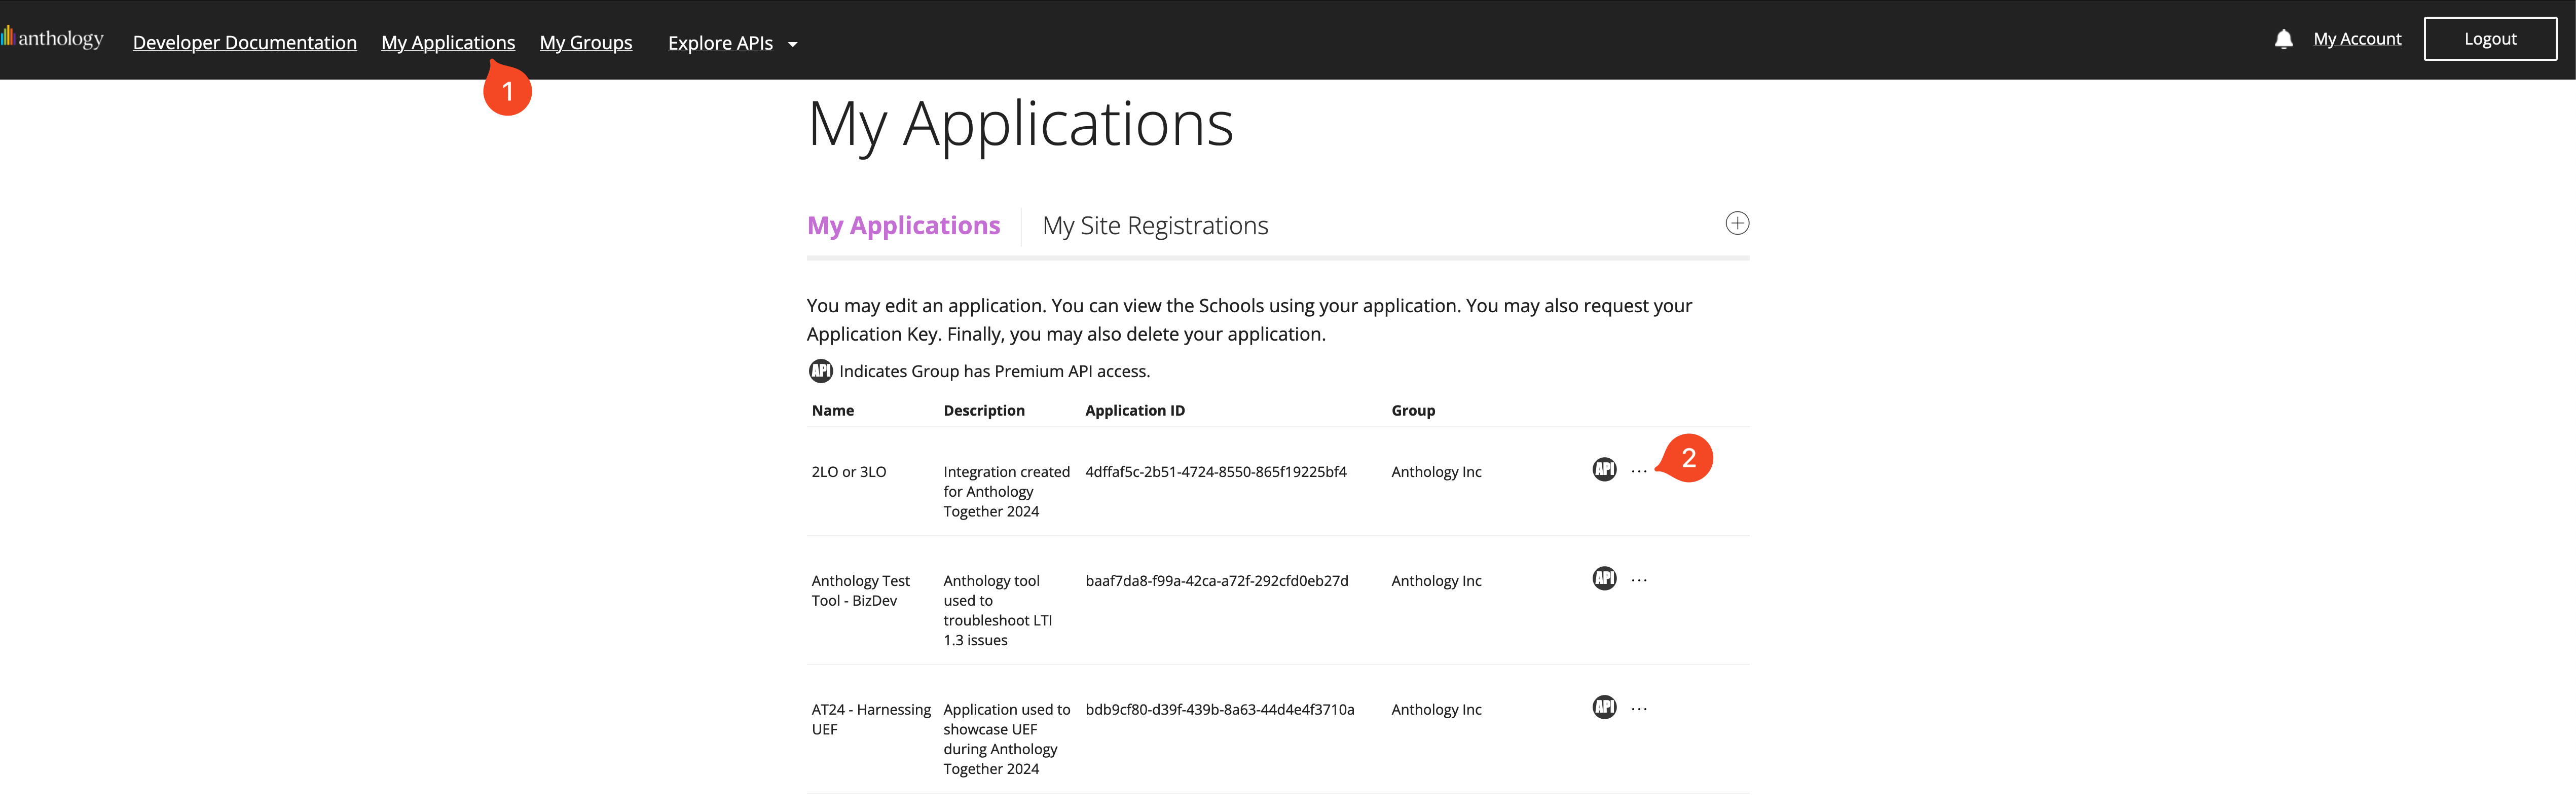 anthology Developer Documentation My Applications My Groups Explore APIs My Account Logout
1
My Applications
My Applications My Site Registrations
You may edit an application. You can view the Schools using your application. You may also request your
Application Key. Finally, you may also delete your application.
API Indicates Group has Premium API access.
Name Description Application ID Group
2LO or 3LO Integration created 4dffaf5c-2b51-4724-8550-865f19225bf4 Anthology Inc API ... 2
for Anthology
Together 2024
Anthology Test Anthology tool baaf7da8-f99a-42ca-a72f-292cfd0eb27d Anthology Inc API ...
Tool - BizDev used to
troubleshoot LTI
1.3 issues
AT24 - Harnessing Application used to bdb9cf80-d39f-439b-8a63-44d4e4f3710a Anthology Inc API ...
UEF showcase UEF
during Anthology
Together 2024